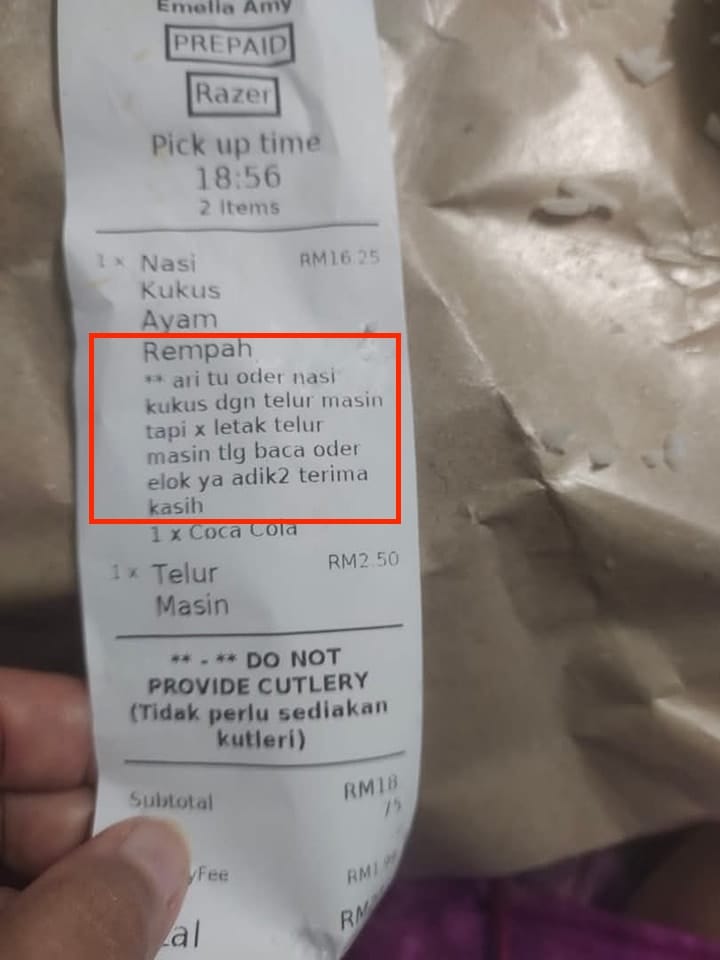 Emelia Amy
PREPAID
Razer
Pick up time
18:56
2 Items
1 x Nasi RM16.25
Kukus
Ayam
Rempah
** ari tu oder nasi
kukus dgn telur masin
tapi x letak telur
masin tlg baca oder
elok ya adik2 terima
kasih
1 x Coca Cola
1 x Telur RM2.50
Masin
** - ** DO NOT
PROVIDE CUTLERY
(Tidak perlu sediakan
kutleri)
Subtotal RM18
75
yFee
RM
al